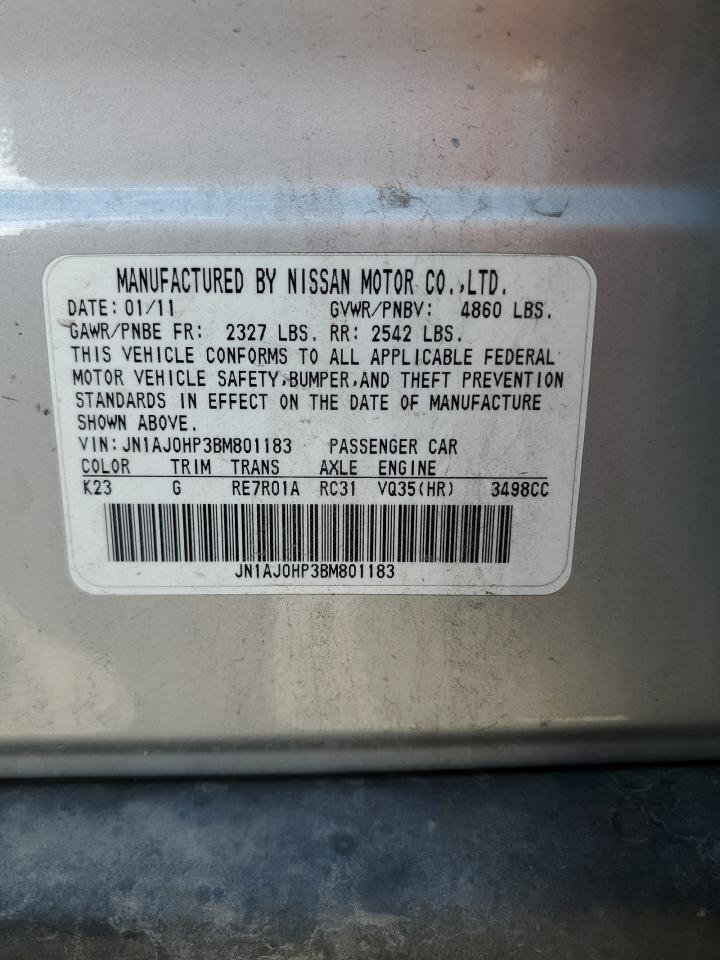 MANUFACTURED BY NISSAN MOTOR CO.,LTD.
DATE: 01/11 GVWR/PNBV: 4860 LBS.
GAWR/PNBE FR: 2327 LBS. RR: 2542 LBS.
THIS VEHICLE CONFORMS TO ALL APPLICABLE FEDERAL
MOTOR VEHICLE SAFETY,BUMPER,AND THEFT PREVENTION
STANDARDS IN EFFECT ON THE DATE OF MANUFACTURE
SHOWN ABOVE.
VIN:JN1AJ0HP3BM801183 PASSENGER CAR
COLOR TRIM TRANS AXLE ENGINE
K23 G RE7R01A RC31 VQ35(HR) 3498CC
JN1AJ0HP3BM801183